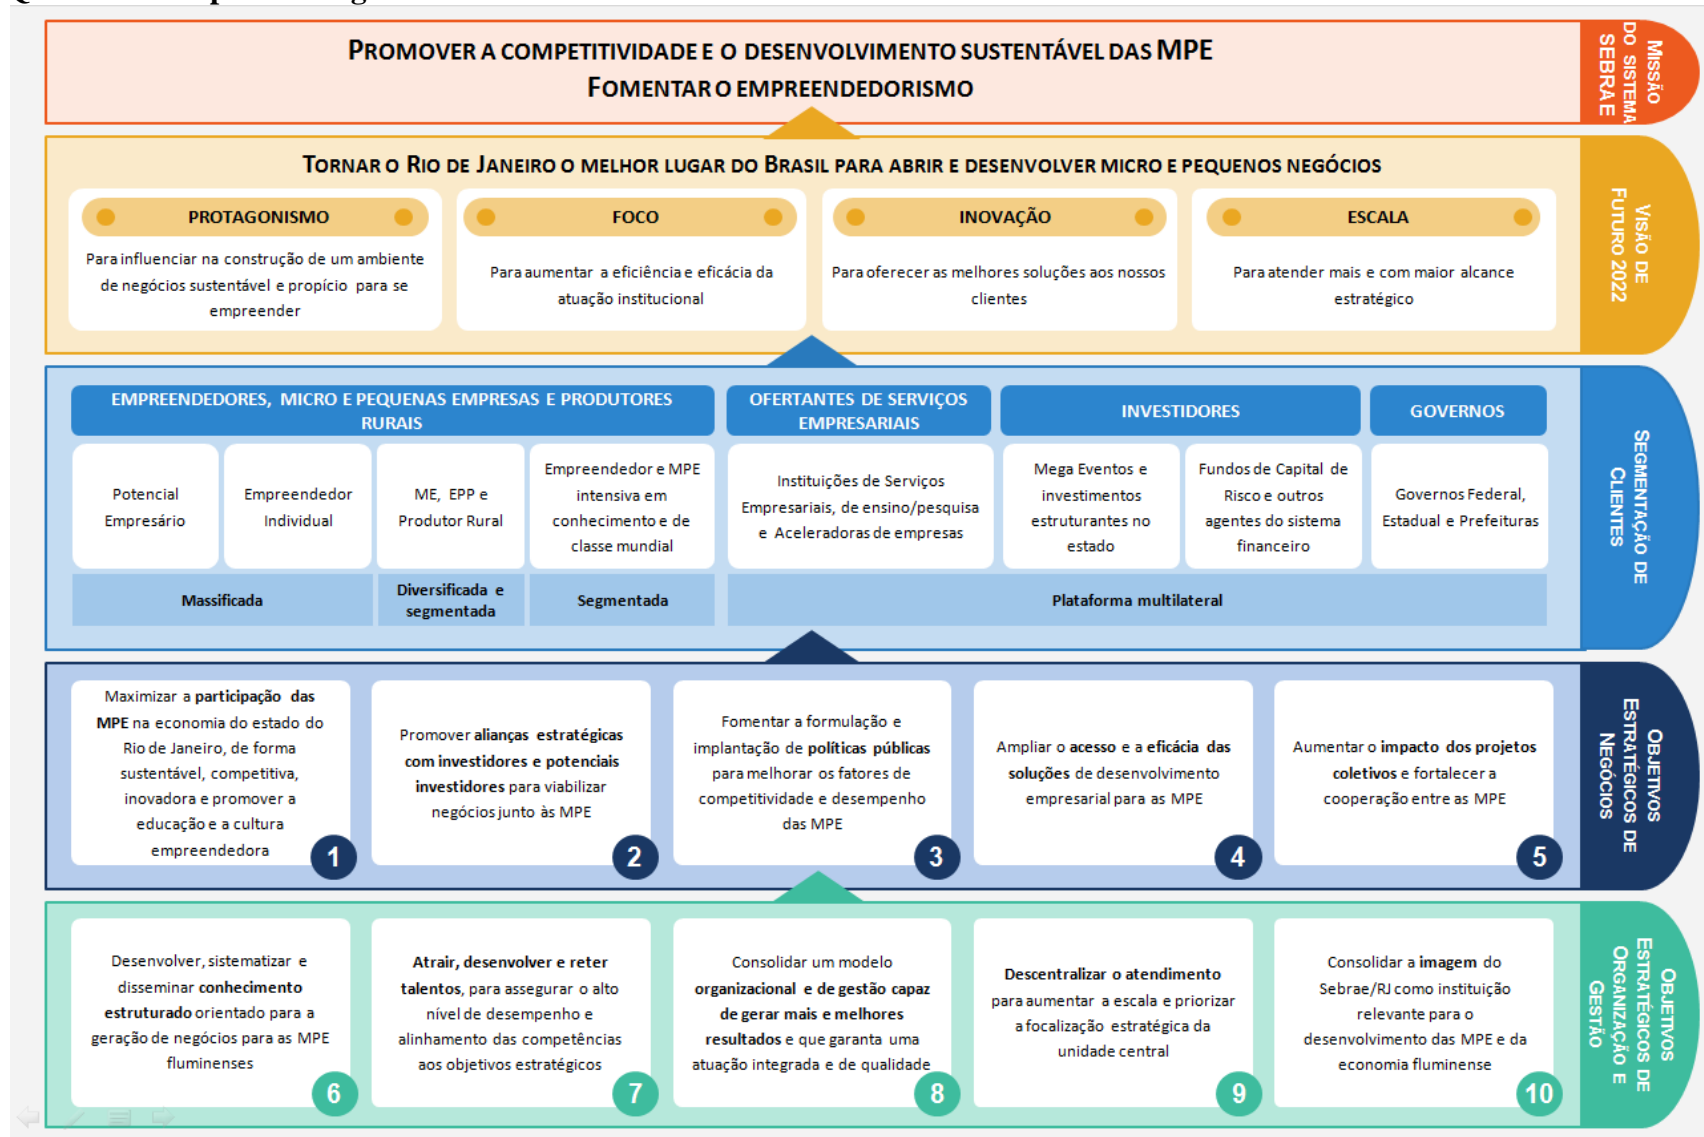 PROMOVER A COMPETITIVIDADE E O DESENVOLVIMENTO SUSTENTÁVEL DAS MPE
FOMENTAR O EMPREENDEDORISMO
MISSÃO
DO SISTEMA
SEBRAE
TORNAR O RIO DE JANEIRO O MELHOR LUGAR DO BRASIL PARA ABRIR E DESENVOLVER MICRO E PEQUENOS NEGÓCIOS
PROTAGONISMO
Para influenciar na construção de um ambiente
de negócios sustentável e propício para se
empreender
FOCO
Para aumentar a eficiência e eficácia da
atuação institucional
INOVAÇÃO
Para oferecer as melhores soluções aos nossos
clientes
ESCALA
Para atender mais e com maior alcance
estratégico
VISÃO DE
FUTURO 2022
EMPREENDEDORES, MICRO E PEQUENAS EMPRESAS E PRODUTORES
RURAIS
OFERTANTES DE SERVIÇOS
EMPRESARIAIS
INVESTIDORES
GOVERNOS
Potencial
Empresário
Empreendedor
Individual
ME, EPP e
Produtor Rural
Empreendedor e MPE
intensiva em
conhecimento e de
classe mundial
Instituições de Serviços
Empresariais, de ensino/pesquisa
e Aceleradoras de empresas
Mega Eventos e
investimentos
estruturantes no
estado
Fundos de Capital de
Risco e outros
agentes do sistema
financeiro
Governos Federal,
Estadual e Prefeituras
Massificada
Diversificada e
segmentada
Segmentada
Plataforma multilateral
SEGMENTAÇÃO DE
CLIENTES
Maximizar a participação das
MPE na economia do estado do
Rio de Janeiro, de forma
sustentável, competitiva,
inovadora e promover a
educação e a cultura
empreendedora
1
Promover alianças estratégicas
com investidores e potenciais
investidores para viabilizar
negócios junto às MPE
2
Fomentar a formulação e
implantação de políticas públicas
para melhorar os fatores de
competitividade e desempenho
das MPE
3
Ampliar o acesso e a eficácia das
soluções de desenvolvimento
empresarial para as MPE
4
Aumentar o impacto dos projetos
coletivos e fortalecer a
cooperação entre as MPE
5
OBJETIVOS
ESTRATÉGICOS DE
NEGÓCIOS
Desenvolver, sistematizar e
disseminar conhecimento
estruturado orientado para a
geração de negócios para as MPE
fluminenses
6
Atrair, desenvolver e reter
talentos, para assegurar o alto
nível de desempenho e
alinhamento das competências
aos objetivos estratégicos
7
Consolidar um modelo
organizacional e de gestão capaz
de gerar mais e melhores
resultados e que garanta uma
atuação integrada e de qualidade
8
Descentralizar o atendimento
para aumentar a escala e priorizar
a focalização estratégica da
unidade central
9
Consolidar a imagem do
Sebrae/RJ como instituição
relevante para o
desenvolvimento das MPE e da
economia fluminense
10
OBJETIVOS
ESTRATÉGICOS DE
ORGANIZAÇÃO E
GESTÃO